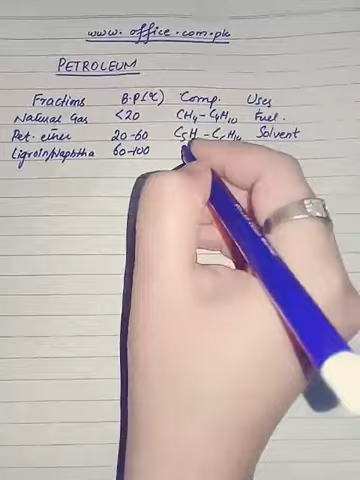 www.office.com.pk
PETROLEUM
Fractions B.P(°C) Comp. Uses
Natural Gas <20 CH4-C4H10 Fuel.
Pet. ether 20-60 C5H - C6H14 Solvent
Ligroin/Naphtha 60-100